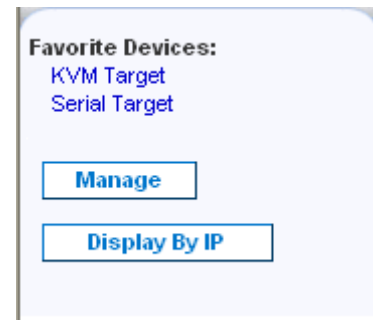 Favorite Devices:
KVM Target
Serial Target
Manage
Display By IP